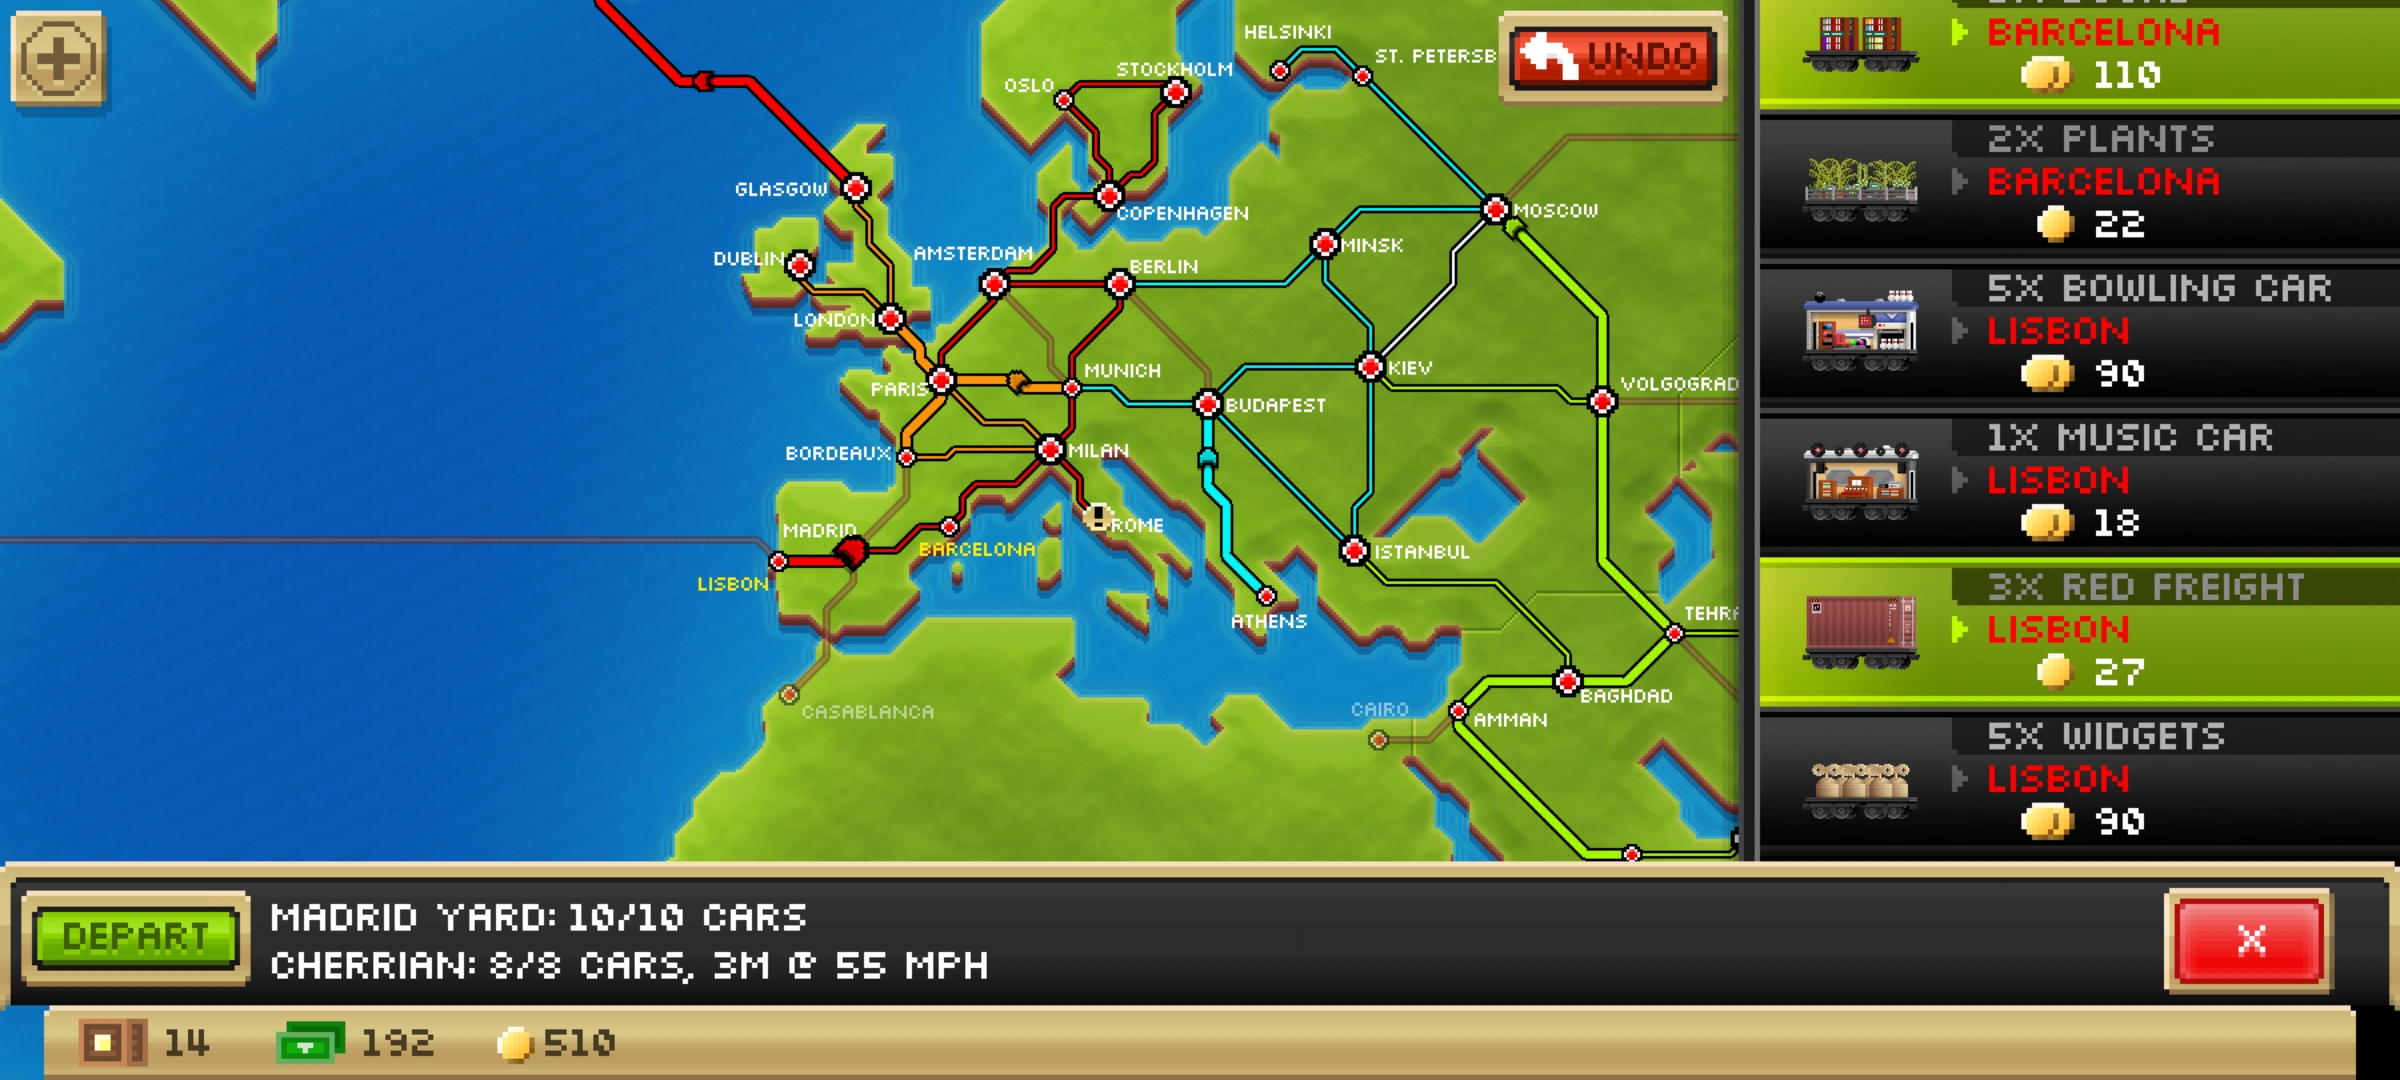 HELSINKI
ST. PETERSB
STOCKHOLM
OSLO
GLASGOW
COPENHAGEN
MOSCOW
MINSK
DUBLIN
AMSTERDAM
BERLIN
LONDON
PARIS
MUNICH
KIEV
VOLGOGRAD
BUDAPEST
BORDEAUX
MILAN
MADRID
ROME
BARCELONA
ISTANBUL
LISBON
ATHENS
TEHRA
BAGHDAD
CASABLANCA
CAIRO
AMMAN
UNDO
BARCELONA
110
2X PLANTS
BARCELONA
22
5X BOWLING CAR
LISBON
90
1X MUSIC CAR
LISBON
18
3X RED FREIGHT
LISBON
27
5X WIDGETS
LISBON
90
DEPART
MADRID YARD: 10/10 CARS
CHERRIAN: 8/8 CARS, 3M @ 55 MPH
X
14
192
510